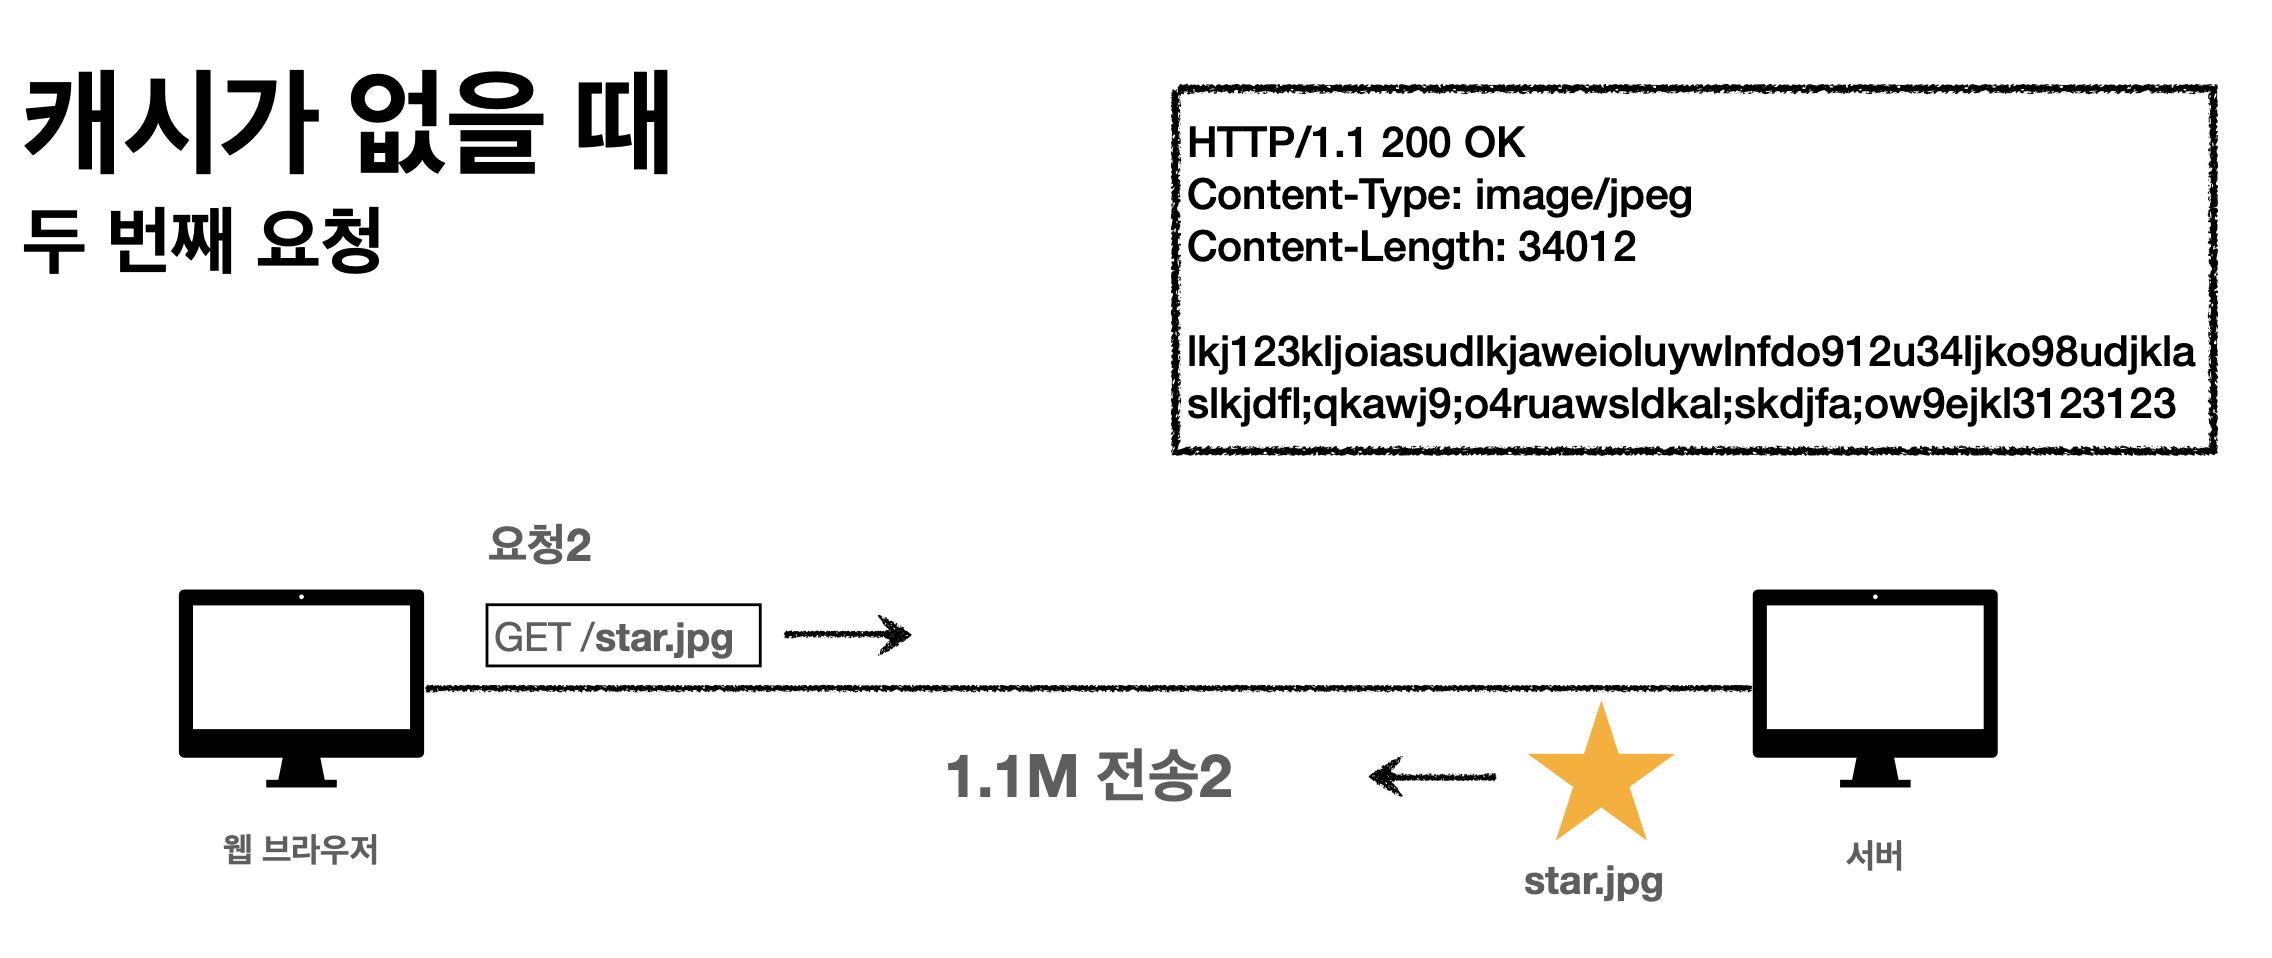 캐시가 없을 때
두 번째 요청
HTTP/1.1 200 OK
Content-Type: image/jpeg
Content-Length: 34012
lkj123kljoiasudlkjaweioluywlnfdo912u34ljko98udjkla
slkjdfl;qkawj9;o4ruawsldkal;skdjfa;ow9ejkl3123123
요청2
GET /star.jpg
1.1M 전송2
웹 브라우저
star.jpg
서버